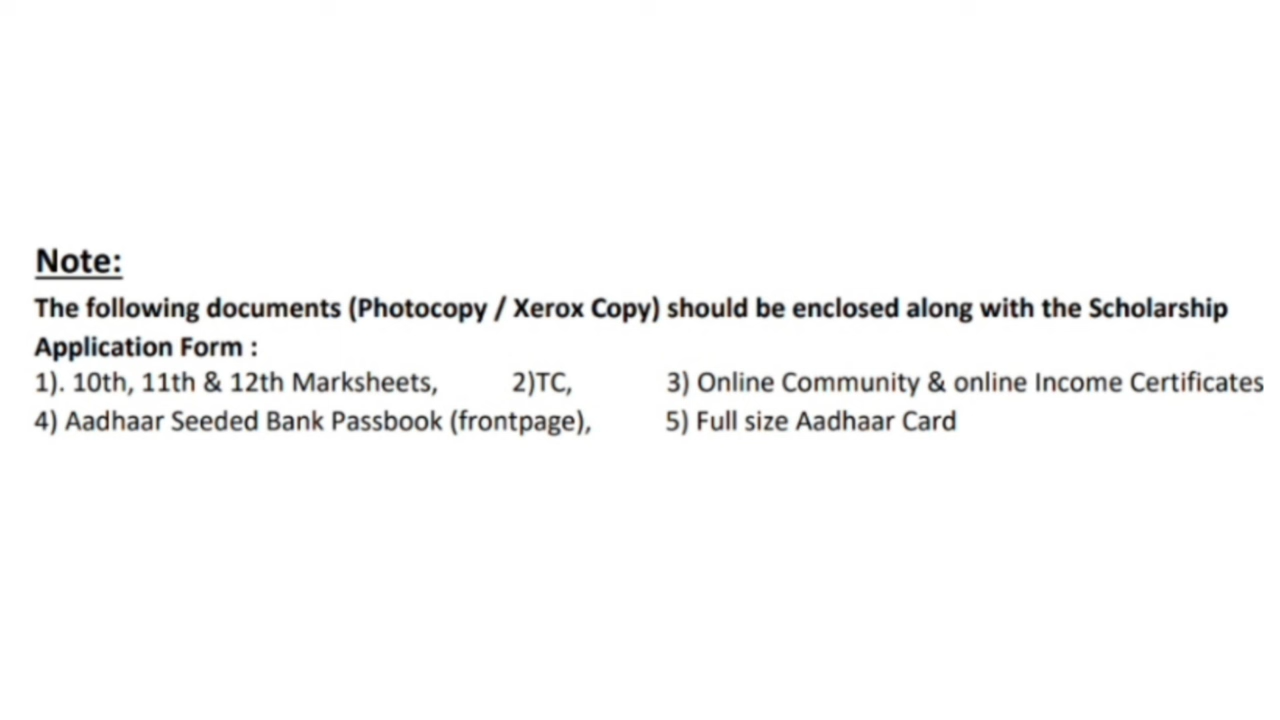 Note:
The following documents (Photocopy / Xerox Copy) should be enclosed along with the Scholarship
Application Form :
1). 10th, 11th & 12th Marksheets, 2)TC, 3) Online Community & online Income Certificates
4) Aadhaar Seeded Bank Passbook (frontpage), 5) Full size Aadhaar Card